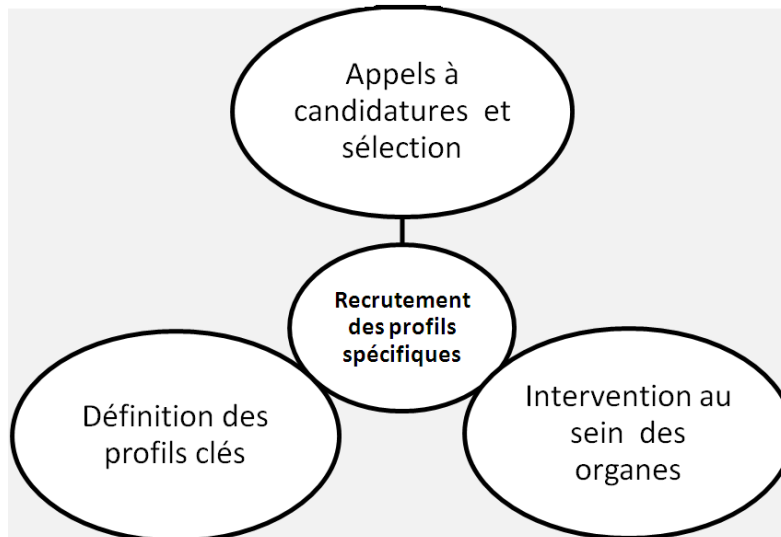 Appels à
candidatures et
sélection
Recrutement
des profils
spécifiques
Définition des
profils clés
Intervention au
sein des
organes